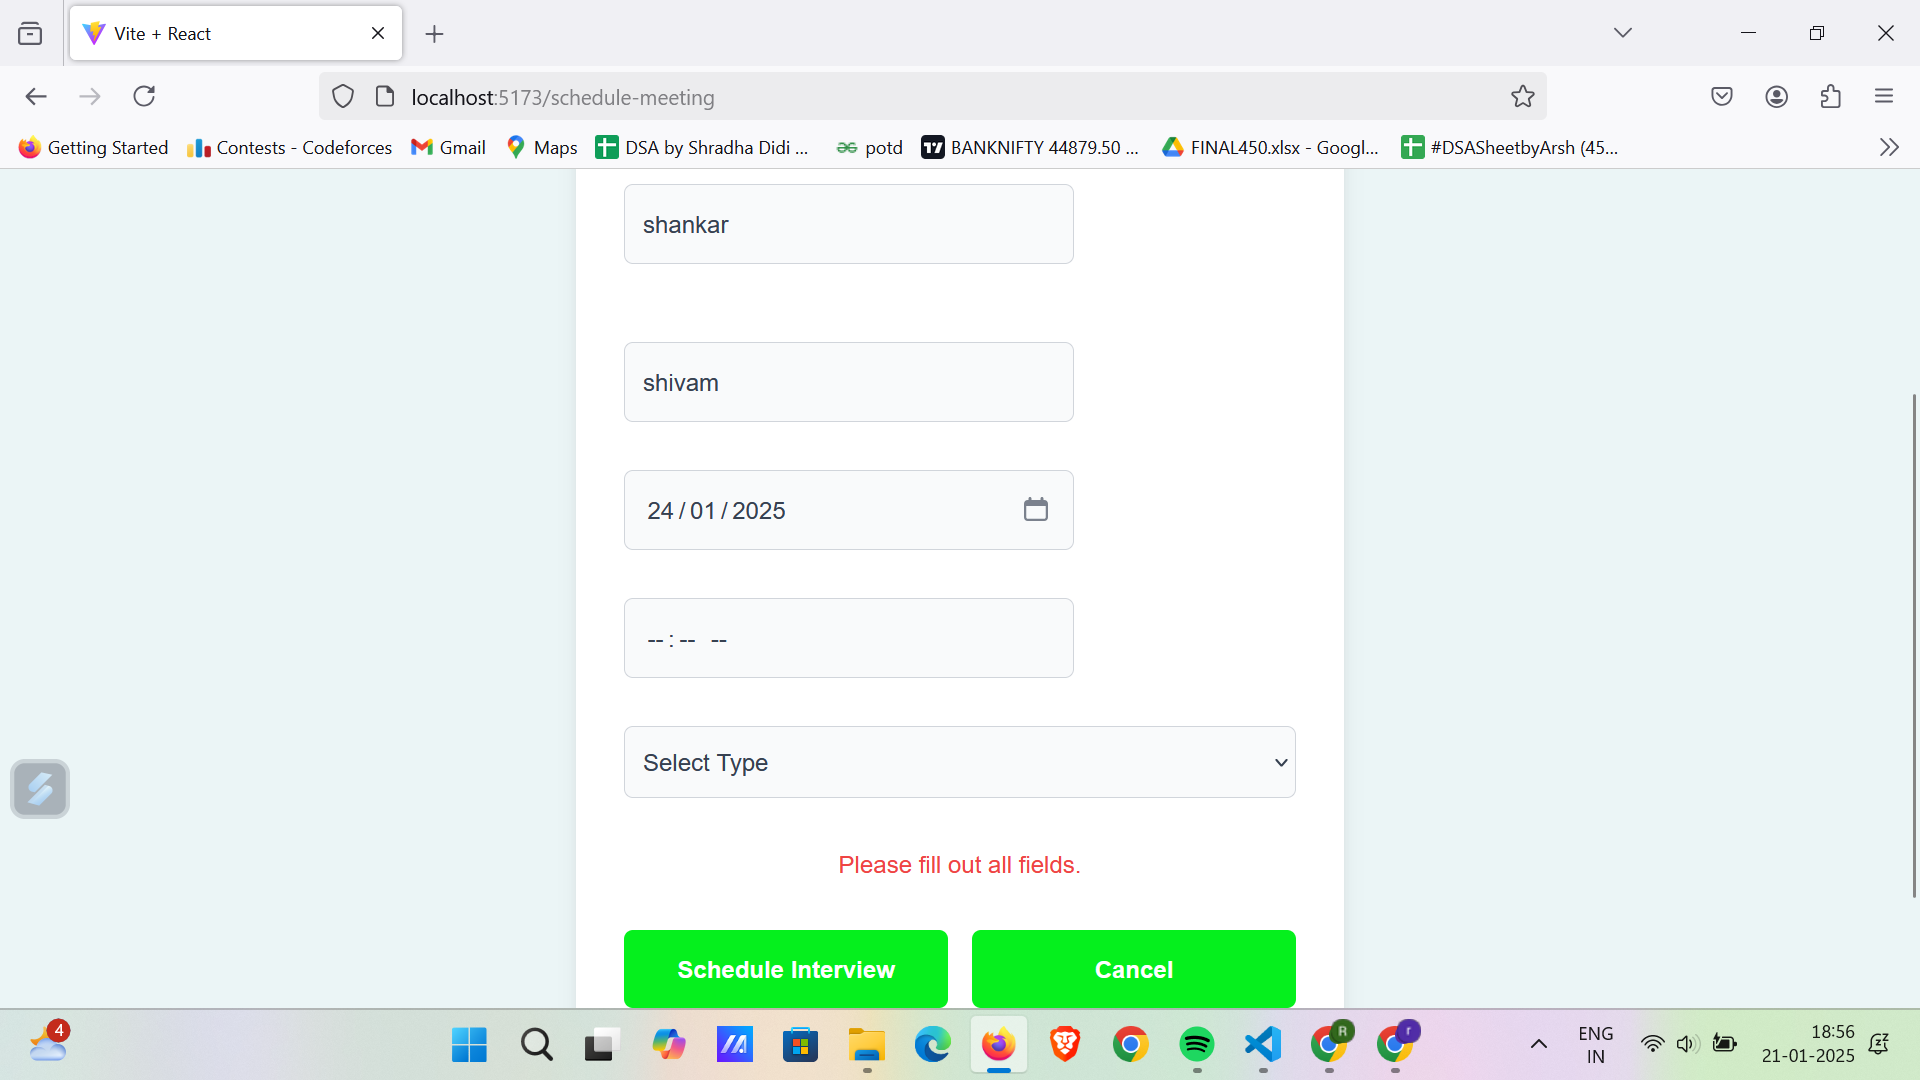 Vite + React
localhost:5173/schedule-meeting
Getting Started
Contests - Codeforces
Gmail
Maps
DSA by Shradha Didi ...
potd
BANKNIFTY 44879.50 ...
FINAL450.xlsx - Googl...
#DSASheetbyArsh (45...
shankar
shivam
24/01/2025
--:-- --
Select Type
Please fill out all fields.
Schedule Interview
Cancel
4
R
r
ENG
IN
18:56
21-01-2025